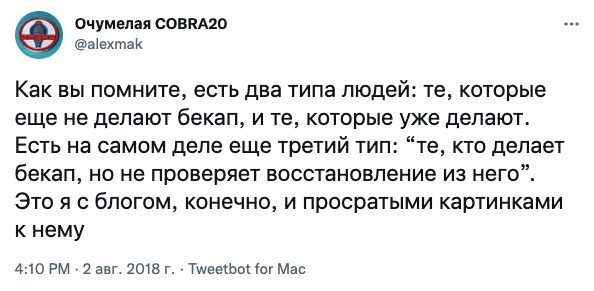 Очумелая COBRA20
@alexmak
Как вы помните, есть два типа людей: те, которые
еще не делают бекап, и те, которые уже делают.
Есть на самом деле еще третий тип: “те, кто делает
бекап, но не проверяет восстановление из него”.
Это я с блогом, конечно, и просратыми картинками
к нему
4:10 PM · 2 авг. 2018 г. · Tweetbot for Mac